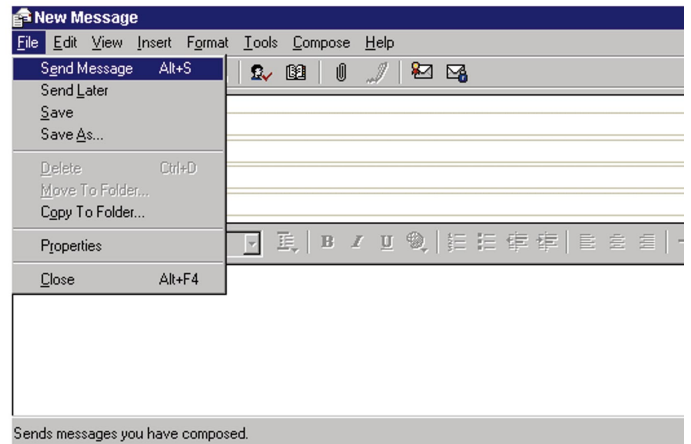 New Message
File Edit View Insert Format Tools Compose Help
Send Message Alt+S
Send Later
Save
Save As...
Delete Ctrl+D
Move To Folder...
Copy To Folder...
Properties
Close Alt+F4
B I U
Sends messages you have composed.